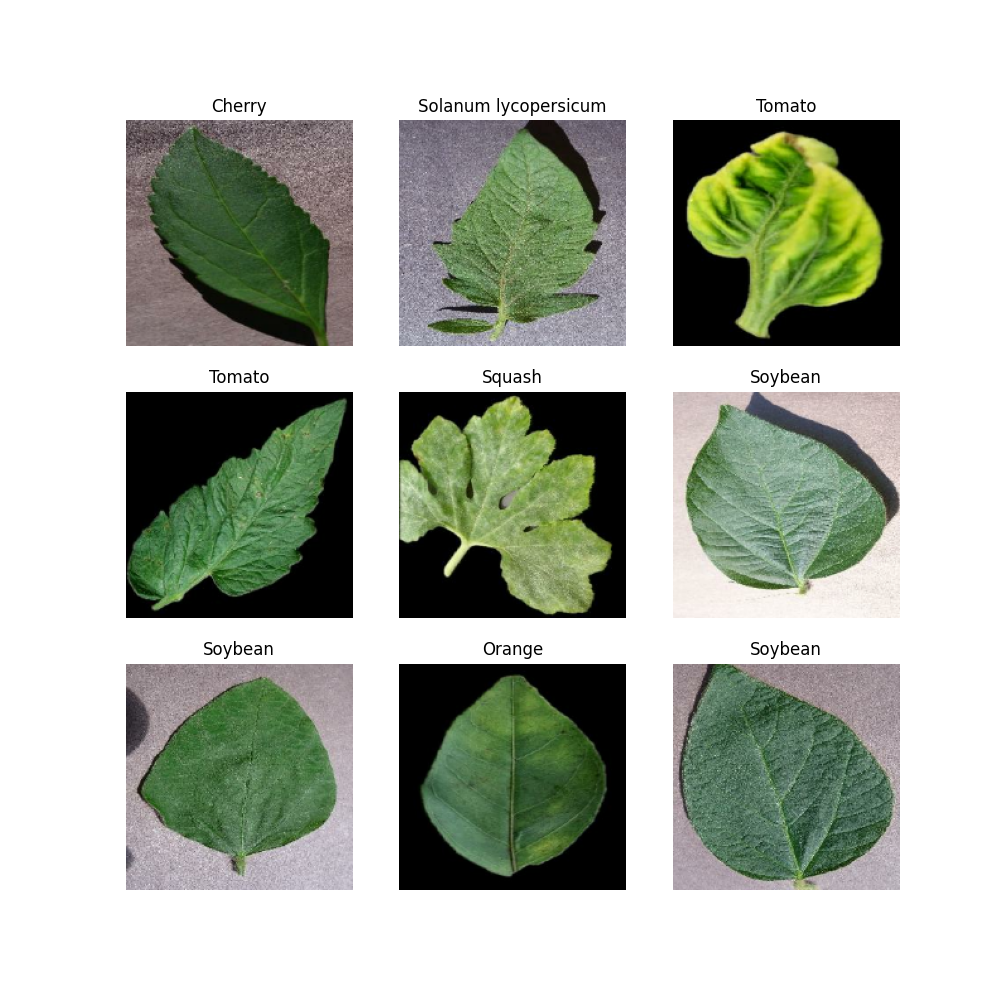 Cherry
Solanum lycopersicum
Tomato
Tomato
Squash
Soybean
Soybean
Orange
Soybean